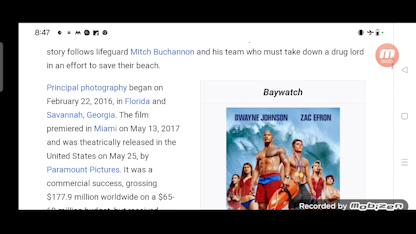 8:47
story follows lifeguard Mitch Buchannon and his team who must take down a drug lord
in an effort to save their beach.
Principal photography began on
February 22, 2016, in Florida and
Savannah, Georgia. The film
premiered in Miami on May 13, 2017
and was theatrically released in the
United States on May 25, by
Paramount Pictures. It was a
commercial success, grossing
$177.9 million worldwide on a $65-
Baywatch
DWAYNE JOHNSON ZAC EFRON
Recorded by mobizen